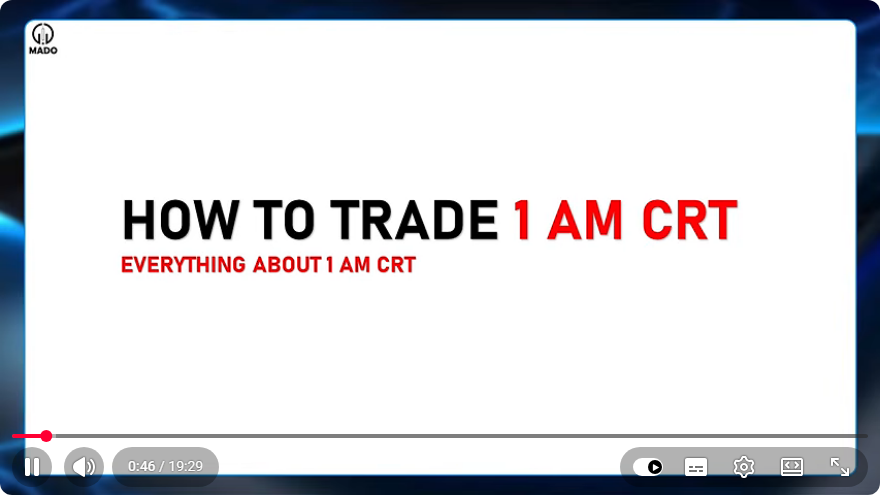 MADO
HOW TO TRADE 1 AM CRT
EVERYTHING ABOUT 1 AM CRT
0:46 / 19:29